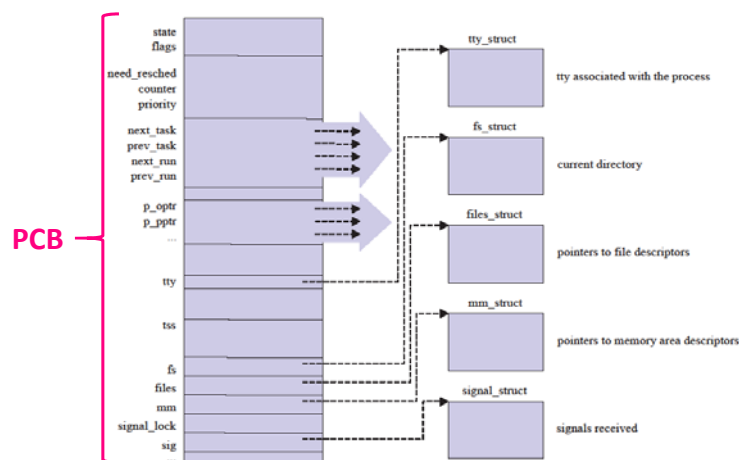 PCB
state
flags
need_resched
counter
priority
next_task
prev_task
next_run
prev_run
p_optr
p_pptr
...
tty
tss
fs
files
mm
signal_lock
sig
tty_struct
tty associated with the process
fs_struct
current directory
files_struct
pointers to file descriptors
mm_struct
pointers to memory area descriptors
signal_struct
signals received